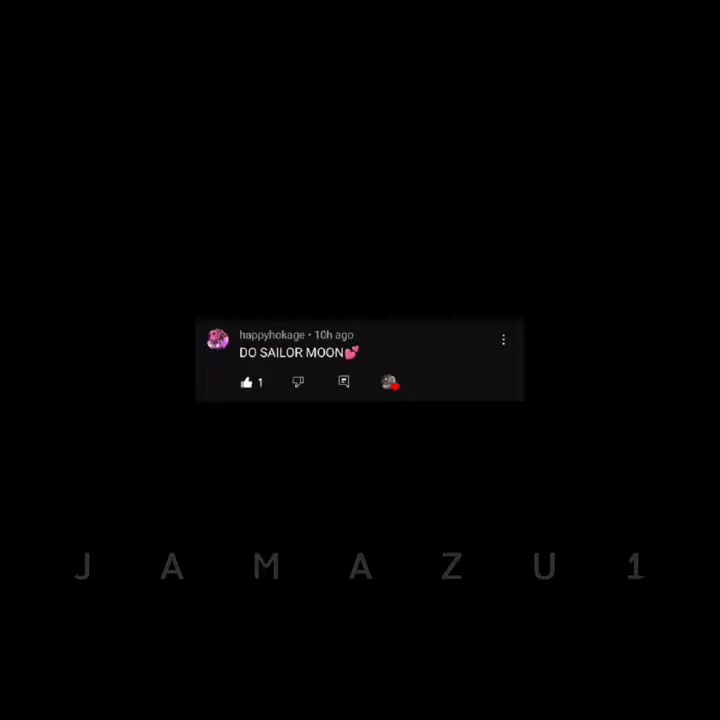 happyhokage • 10h ago
DO SAILOR MOON💕
1
J A M A Z U 1